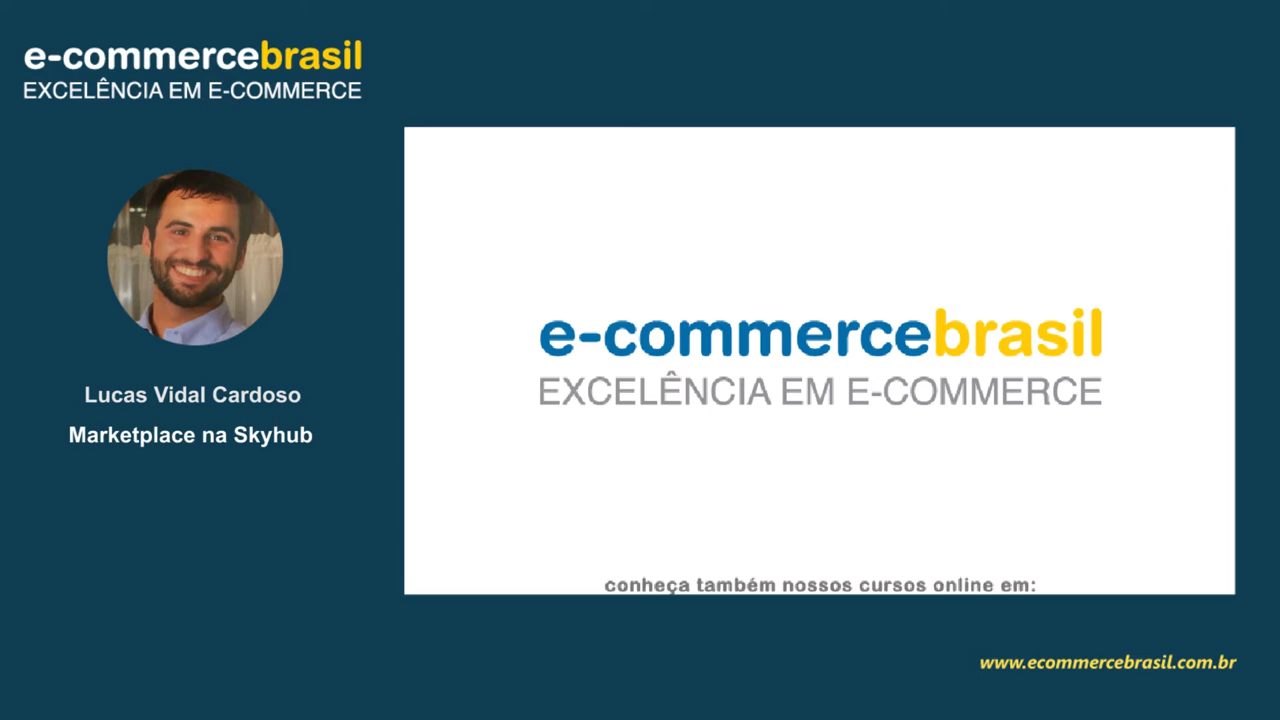 e-commercebrasil
EXCELÊNCIA EM E-COMMERCE
Lucas Vidal Cardoso
Marketplace na Skyhub
e-commercebrasil
EXCELÊNCIA EM E-COMMERCE
conheça também nossos cursos online em:
www.ecommercebrasil.com.br